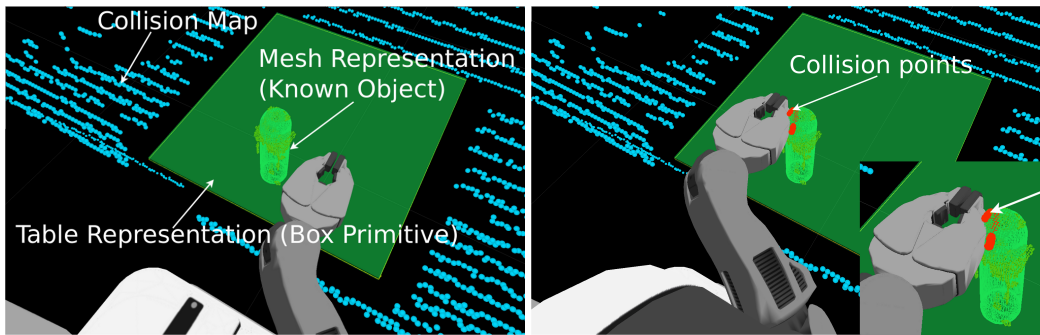 Collision Map
Mesh Representation
(Known Object)
Table Representation (Box Primitive)
Collision points